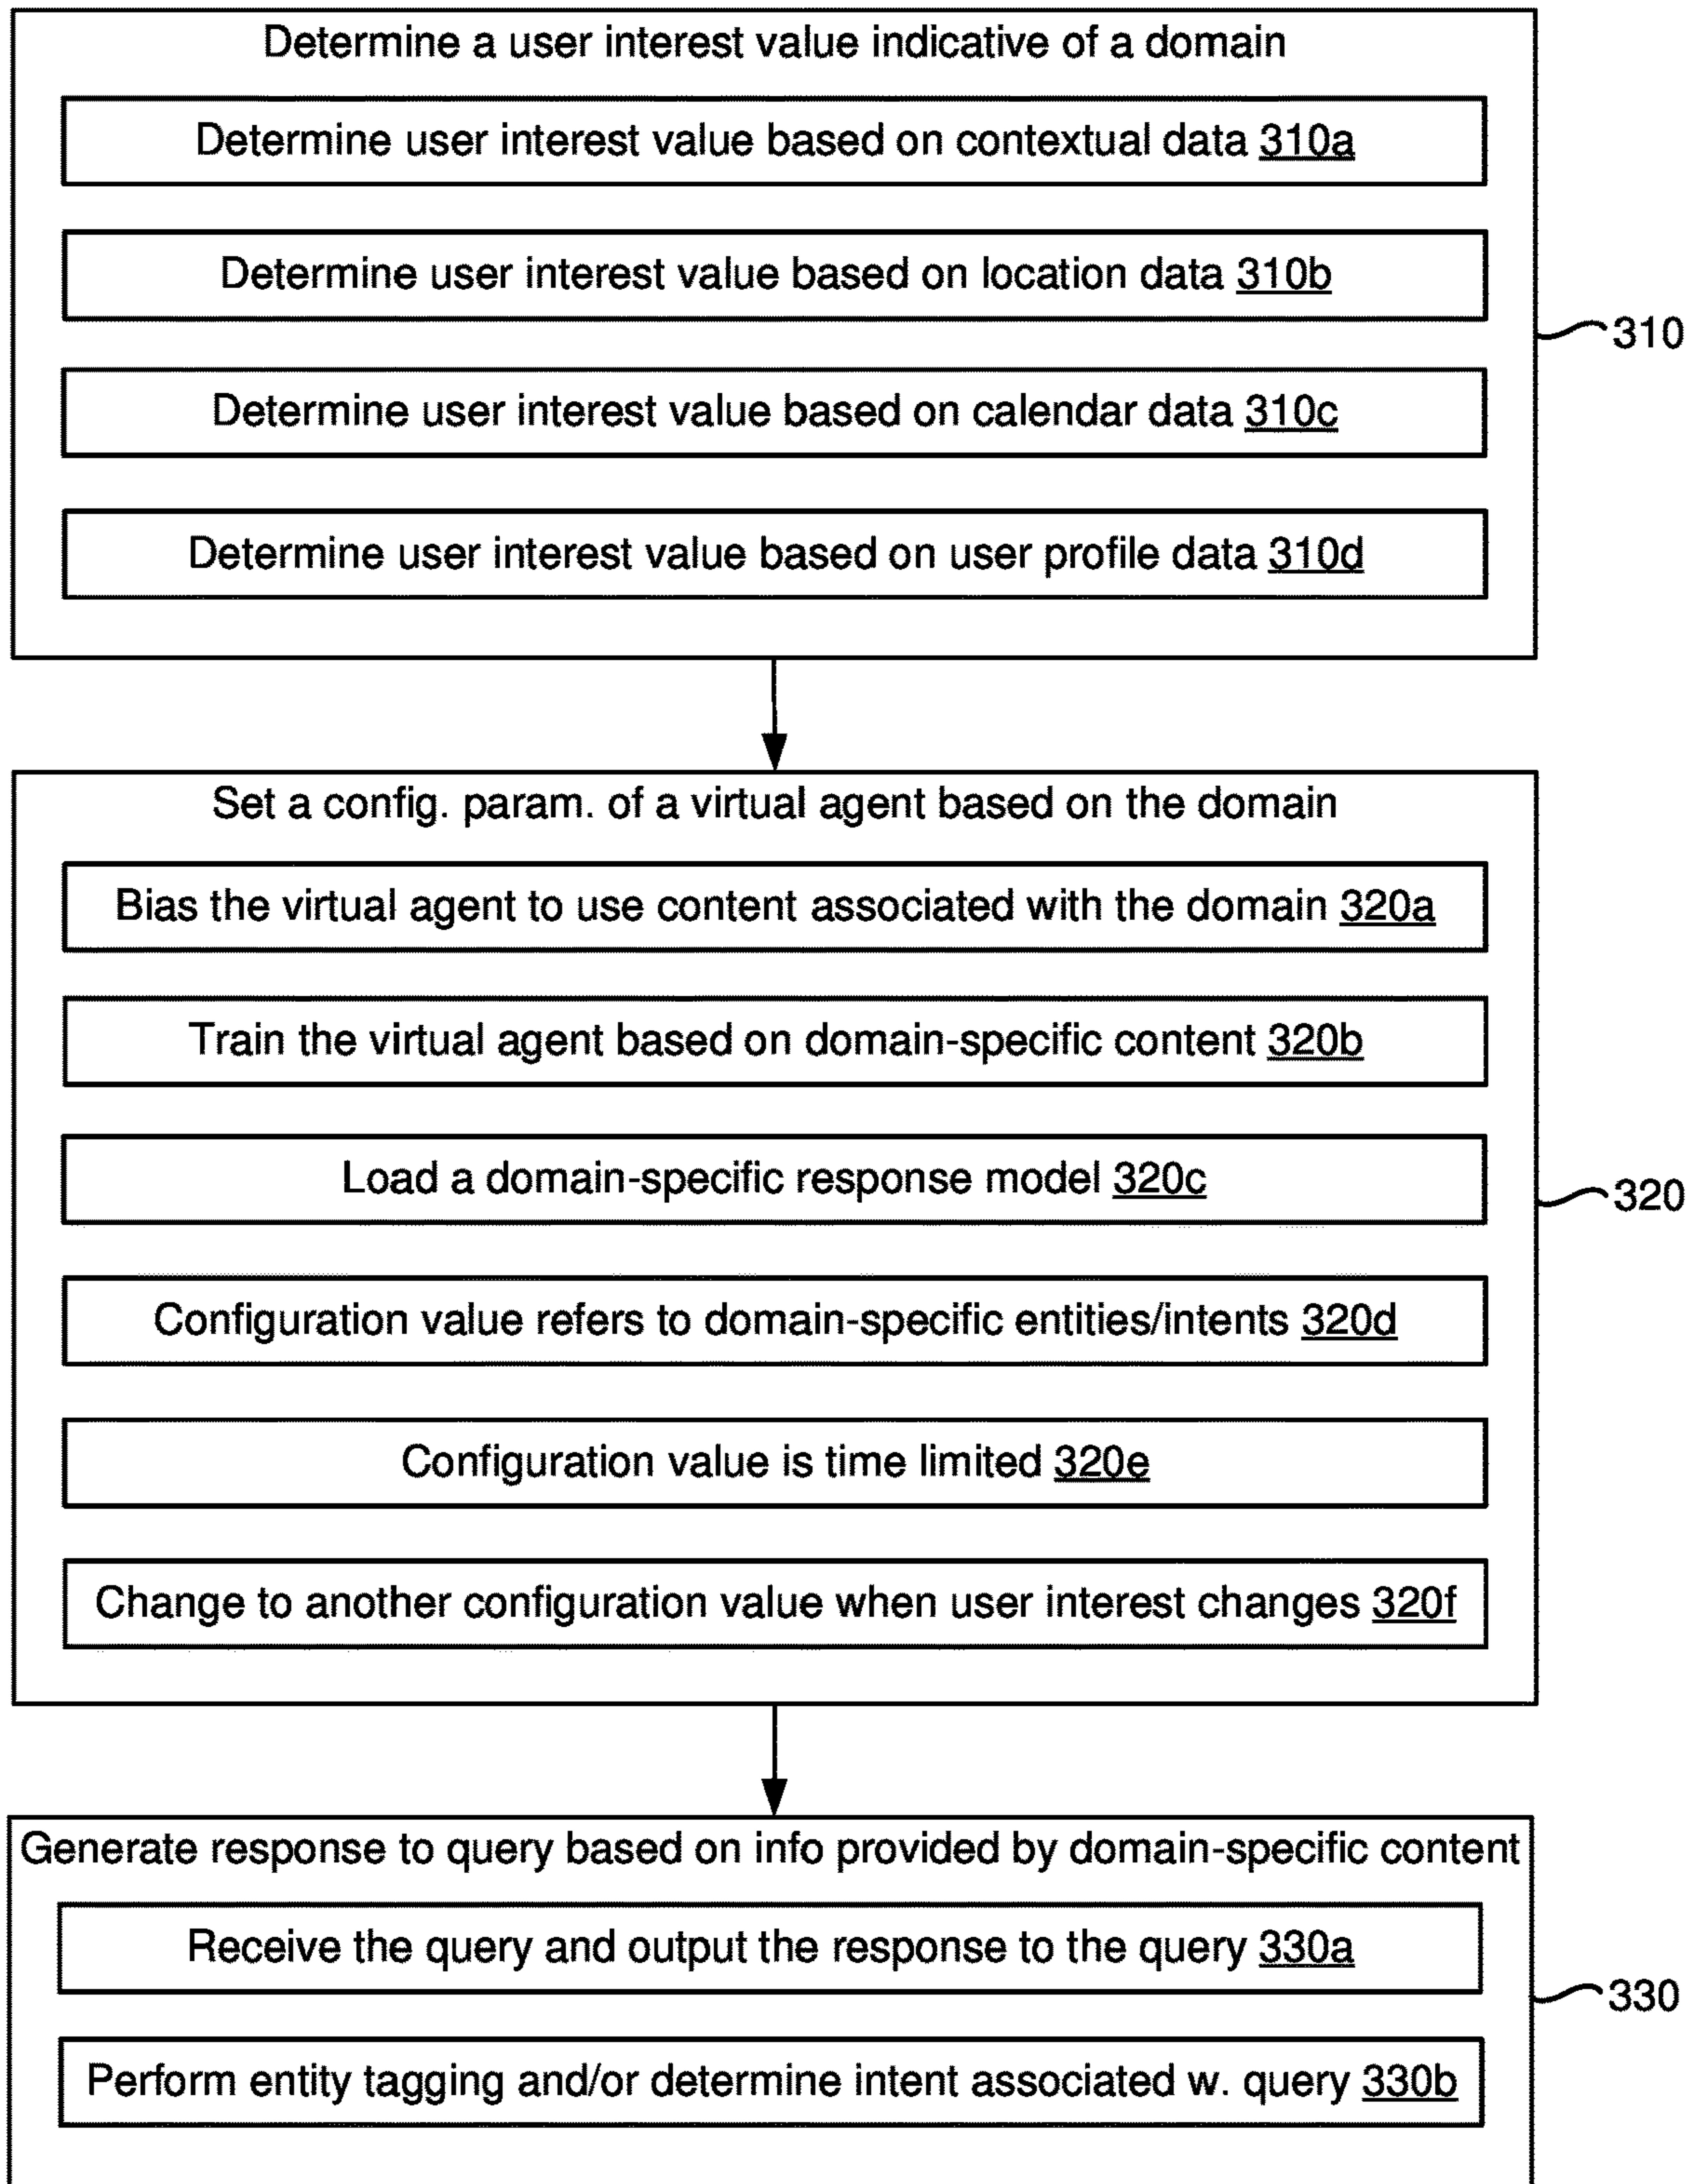 Determine a user interest value indicative of a domain
Determine user interest value based on contextual data 310a
Determine user interest value based on location data 310b
310
Determine user interest value based on calendar data 310c
Determine user interest value based on user profile data 310d
Set a config. param. of a virtual agent based on the domain
Bias the virtual agent to use content associated with the domain 320a
Train the virtual agent based on domain-specific content 320b
Load a domain-specific response model 320c
320
Configuration value refers to domain-specific entities/intents 320d
Configuration value is time limited 320e
Change to another configuration value when user interest changes 320f
Generate response to query based on info provided by domain-specific content
Receive the query and output the response to the query 330a
330
Perform entity tagging and/or determine intent associated w. query 330b